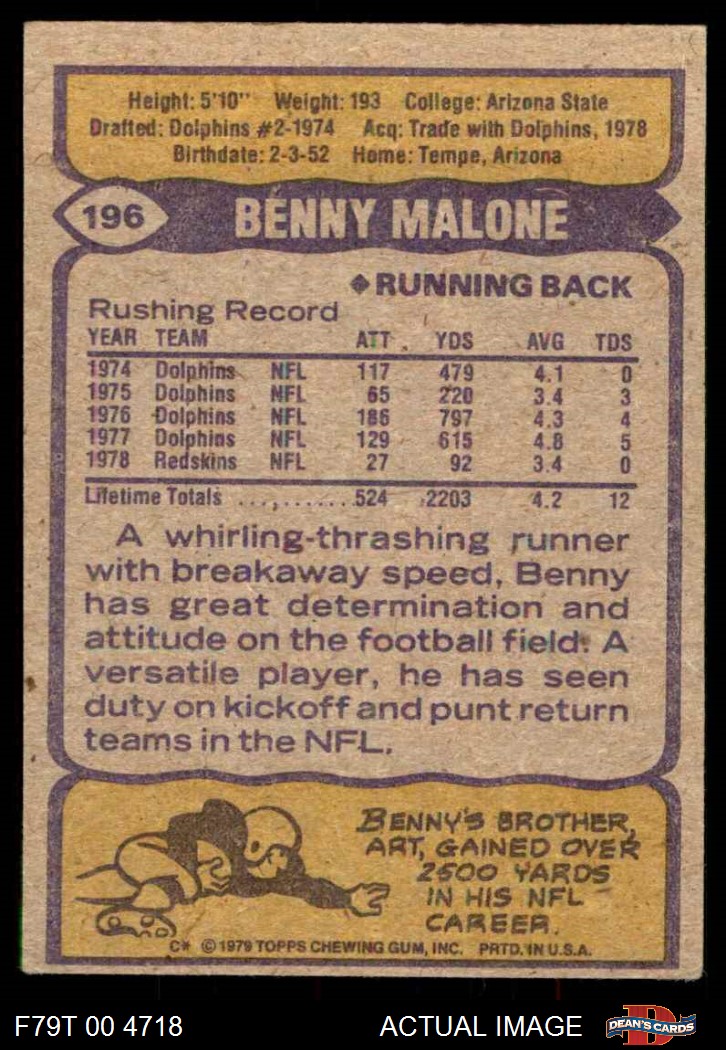 Height: 5'10" Weight: 193 College: Arizona State
Drafted: Dolphins #2-1974 Acq: Trade with Dolphins, 1978
Birthdate: 2-3-52 Home: Tempe, Arizona
196 BENNY MALONE
◆RUNNING BACK
Rushing Record
YEAR TEAM ATT. YDS AVG TDS
1974 Dolphins NFL 117 479 4.1 0
1975 Dolphins NFL 65 220 3.4 3
1976 Dolphins NFL 186 797 4.3 4
1977 Dolphins NFL 129 615 4.8 5
1978 Redskins NFL 27 92 3.4 0
Lifetime Totals ..........524 2203 4.2 12
A whirling-thrashing runner
with breakaway speed, Benny
has great determination and
attitude on the football field. A
versatile player, he has seen
duty on kickoff and punt return
teams in the NFL.
BENNY'S BROTHER,
ART, GAINED OVER
2500 YARDS
IN HIS NFL
CAREER.
C* ©1979 TOPPS CHEWING GUM, INC. PRTD. IN U.S.A.
F79T 00 4718 ACTUAL IMAGE D DEAN'S CARDS